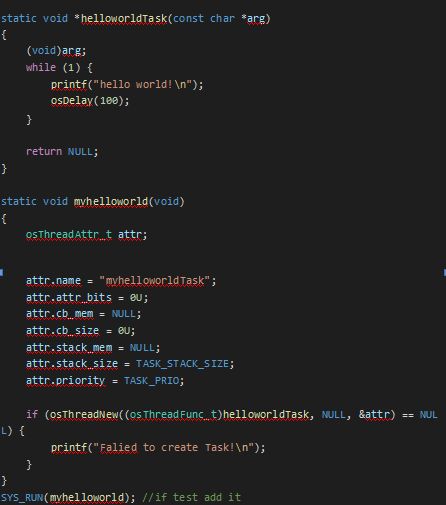 static void *helloworldTask(const char *arg)
{
    (void)arg;
    while (1) {
        printf("hello world!\n");
        osDelay(100);
    }

    return NULL;
}

static void myhelloworld(void)
{
    osThreadAttr_t attr;

    attr.name = "myhelloworldTask";
    attr.attr_bits = 0U;
    attr.cb_mem = NULL;
    attr.cb_size = 0U;
    attr.stack_mem = NULL;
    attr.stack_size = TASK_STACK_SIZE;
    attr.priority = TASK_PRIO;

    if (osThreadNew((osThreadFunc_t)helloworldTask, NULL, &attr) == NUL
L) {
        printf("Falied to create Task!\n");
    }
}
SYS_RUN(myhelloworld); //if test add it